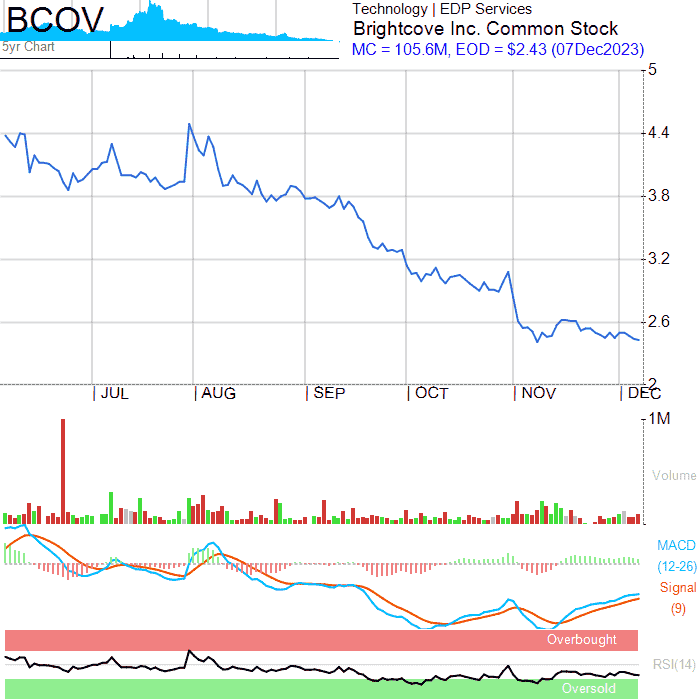 BCOV
5yr Chart
Technology | EDP Services
Brightcove Inc. Common Stock
MC = 105.6M, EOD = $2.43 (07Dec2023)
5
4.4
3.8
3.2
2.6
2
JUL AUG SEP OCT NOV DEC
1M
Volume
MACD
(12-26)
Signal
(9)
Overbought
RSI(14)
Oversold